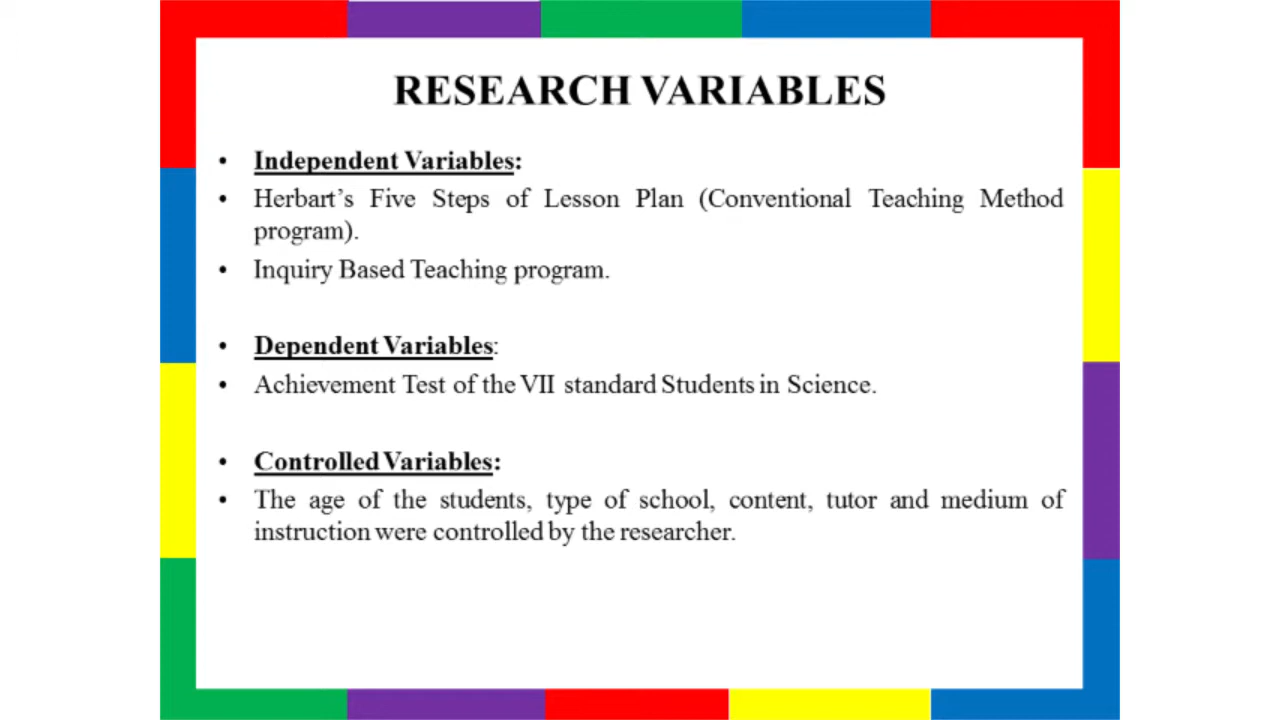 RESEARCH VARIABLES
• Independent Variables:
• Herbart's Five Steps of Lesson Plan (Conventional Teaching Method
program).
• Inquiry Based Teaching program.
• Dependent Variables:
• Achievement Test of the VII standard Students in Science.
• Controlled Variables:
• The age of the students, type of school, content, tutor and medium of
instruction were controlled by the researcher.